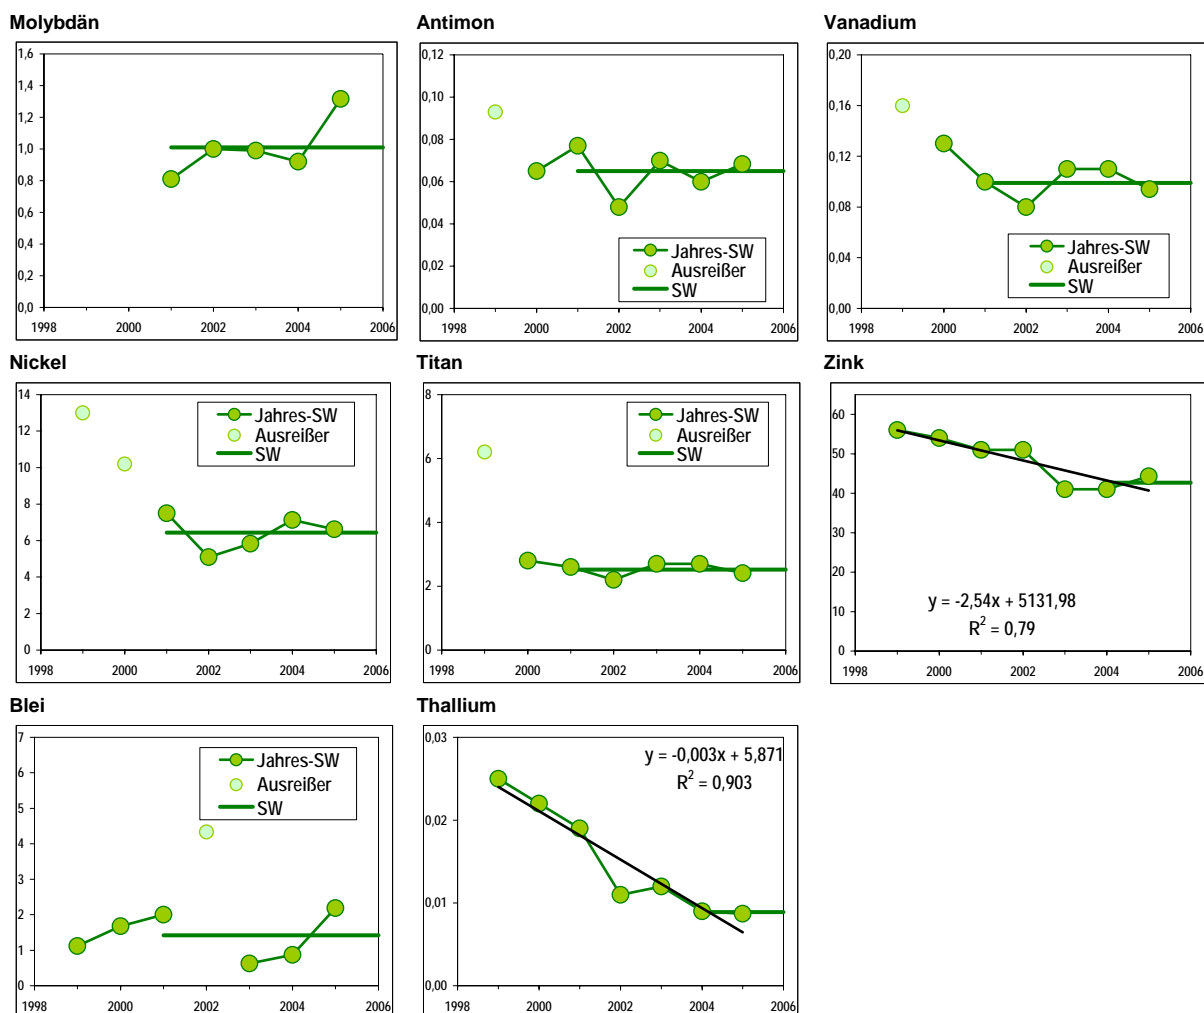 Molybdän
1,6
1,4
1,2
1,0
0,8
0,6
0,4
0,2
0,0
1998 2000 2002 2004 2006
Antimon
0,12
0,10
0,08
0,06
0,04
0,02
0,00
Jahres-SW
Ausreißer
SW
1998 2000 2002 2004 2006
Vanadium
0,20
0,16
0,12
0,08
0,04
0,00
Jahres-SW
Ausreißer
SW
1998 2000 2002 2004 2006
Nickel
14
12
10
8
6
4
2
0
Jahres-SW
Ausreißer
SW
1998 2000 2002 2004 2006
Titan
8
6
4
2
0
Jahres-SW
Ausreißer
SW
1998 2000 2002 2004 2006
Zink
60
50
40
30
20
10
0
y = -2,54x + 5131,98
R² = 0,79
1998 2000 2002 2004 2006
Blei
7
6
5
4
3
2
1
0
Jahres-SW
Ausreißer
SW
1998 2000 2002 2004 2006
Thallium
0,03
0,02
0,01
0,00
y = -0,003x + 5,871
R² = 0,903
1998 2000 2002 2004 2006